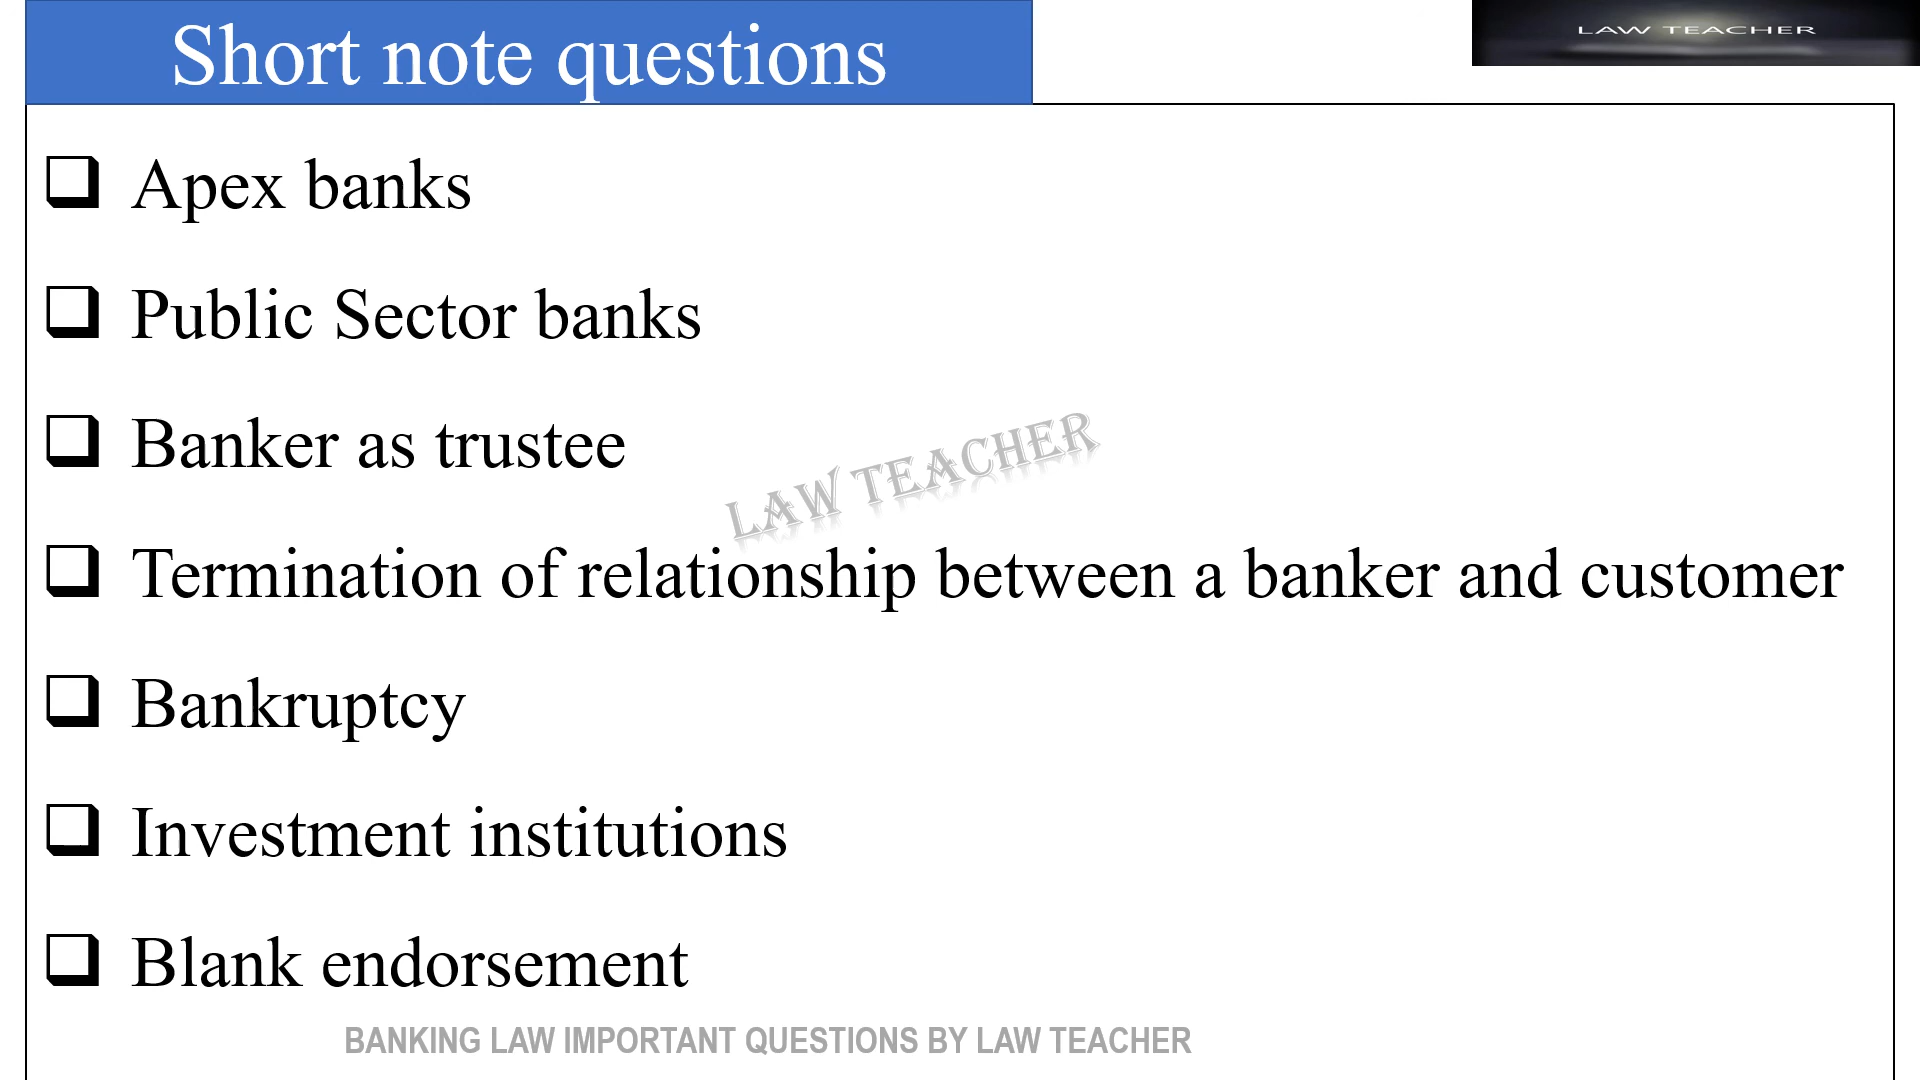 Short note questions
LAW TEACHER
Apex banks
Public Sector banks
Banker as trustee
LAW TEACHER
Termination of relationship between a banker and customer
Bankruptcy
Investment institutions
Blank endorsement
BANKING LAW IMPORTANT QUESTIONS BY LAW TEACHER